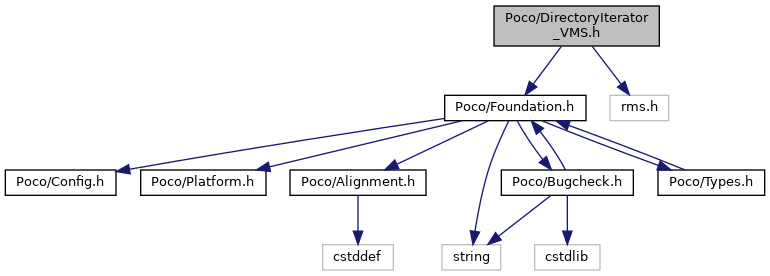 Poco/DirectoryIterator
_VMS.h
Poco/Foundation.h
rms.h
Poco/Config.h
Poco/Platform.h
Poco/Alignment.h
Poco/Bugcheck.h
Poco/Types.h
cstddef
string
cstdlib